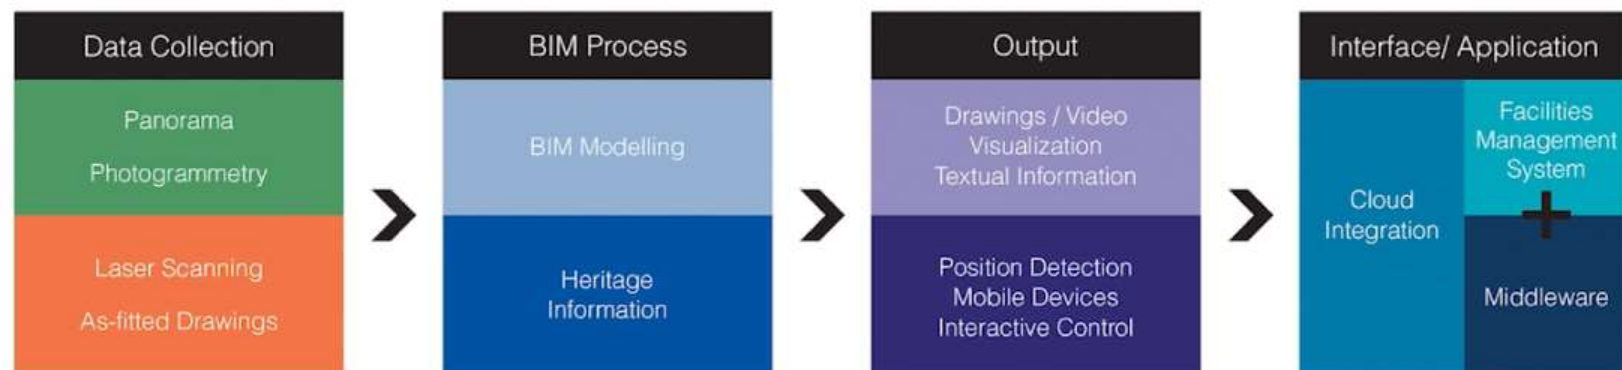 Data Collection
Panorama
Photogrammetry
Laser Scanning
As-fitted Drawings
BIM Process
BIM Modelling
Heritage
Information
Output
Drawings / Video
Visualization
Textual Information
Position Detection
Mobile Devices
Interactive Control
Interface/ Application
Cloud
Integration
Facilities
Management
System
+
Middleware